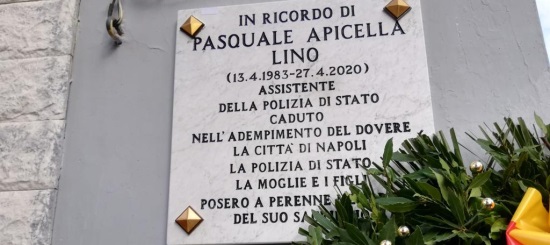 IN RICORDO DI
PASQUALE APICELLA
LINO
(13.4.1983-27.4.2020)
ASSISTENTE
DELLA POLIZIA DI STATO
CADUTO
NELL'ADEMPIMENTO DEL DOVERE
LA CITTÀ DI NAPOLI
LA POLIZIA DI STATO
LA MOGLIE E I FIGLI
POSERO A PERENNE
DEL SUO